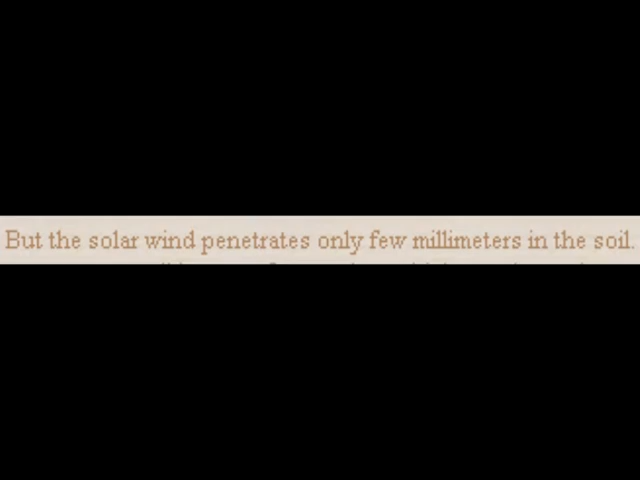 But the solar wind penetrates only few millimeters in the soil.